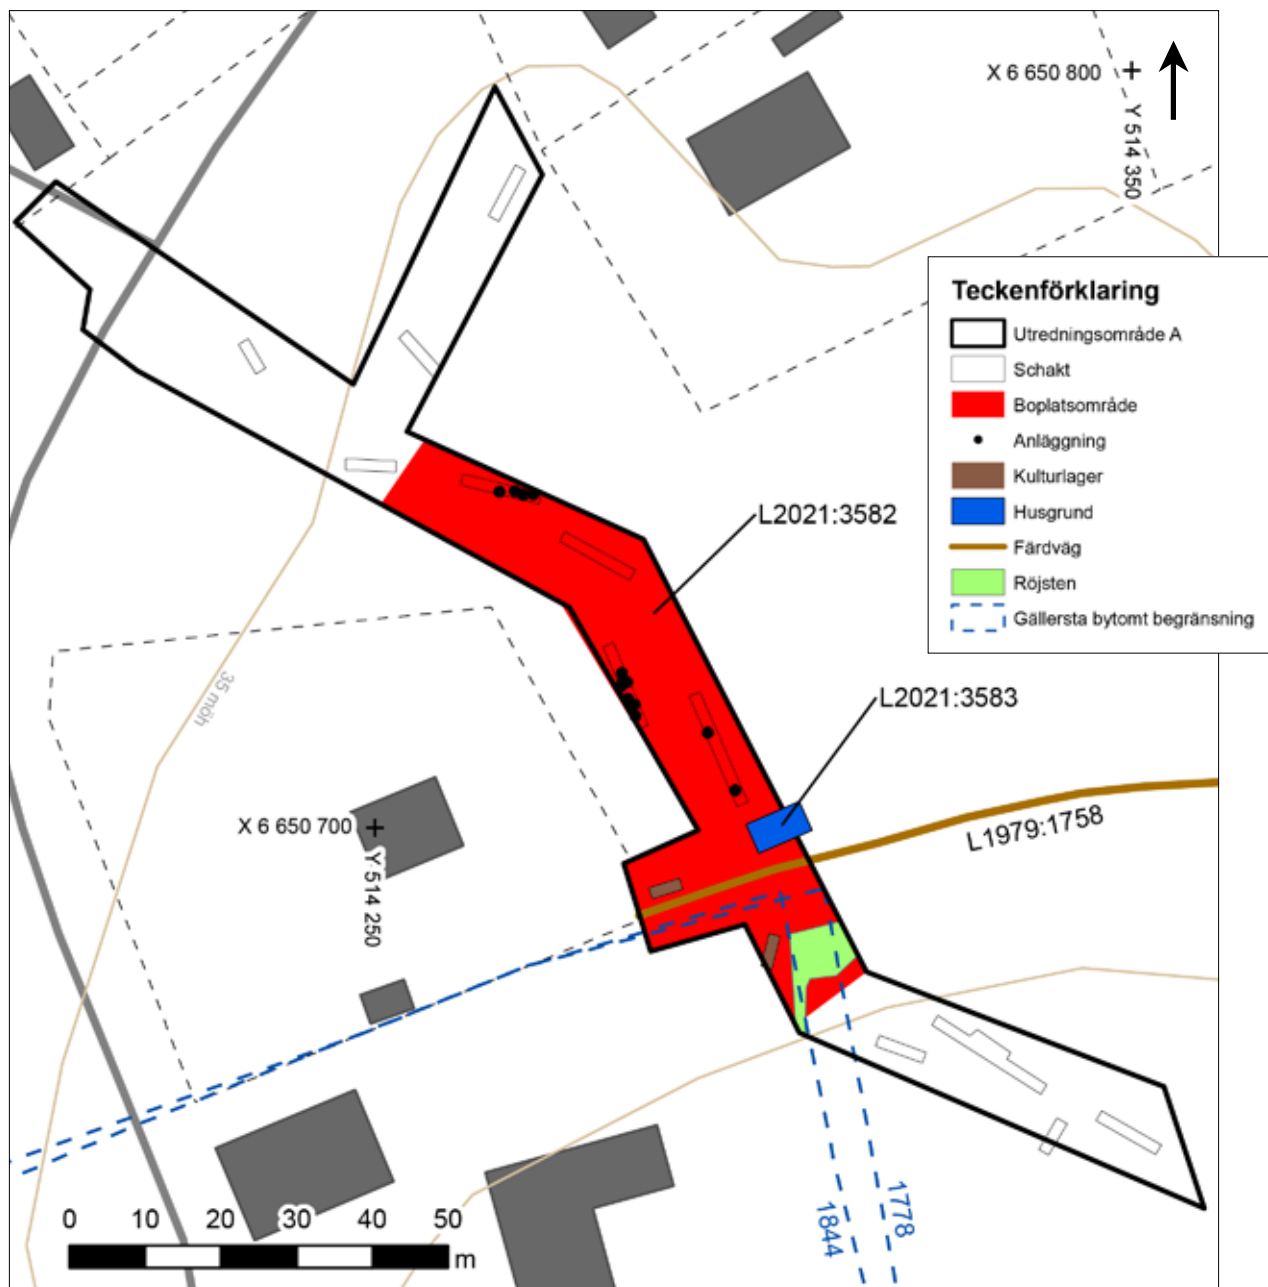 X 6 650 800
Y 514 350
Teckenförklaring
Utredningsområde A
Schakt
Boplatsområde
Anläggning
Kulturlager
Husgrund
Färdväg
Röjsten
Gällersta bytomt begränsning
L2021:3582
L2021:3583
35 möh
X 6 650 700
Y 514 250
L1979:1758
1844
1778
0 10 20 30 40 50
m